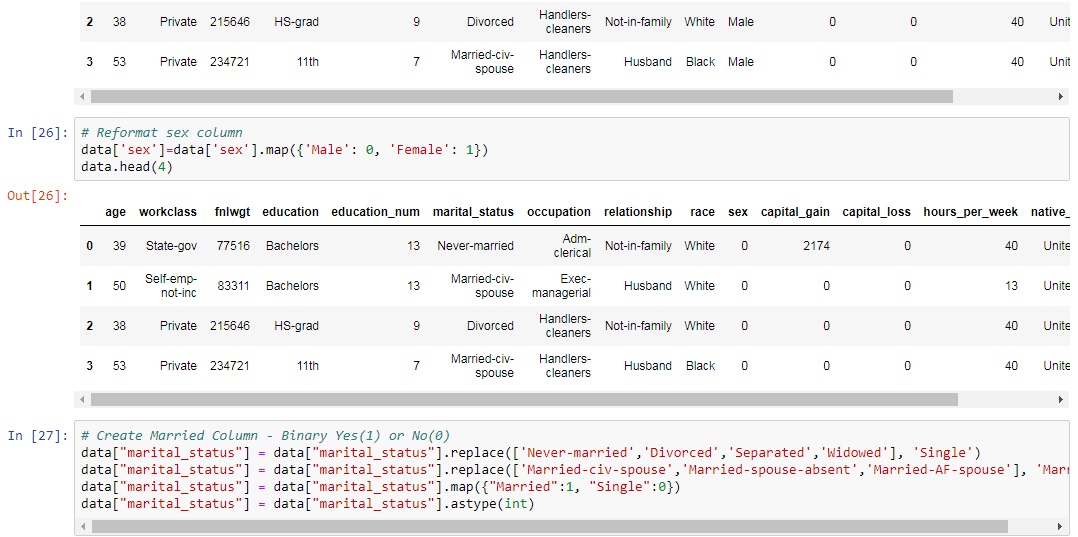 2 38 Private 215646 HS-grad 9 Divorced Handlers-cleaners Not-in-family White Male 0 0 40 Unit
3 53 Private 234721 11th 7 Married-civ-spouse Handlers-cleaners Husband Black Male 0 0 40 Unit
In [26]: # Reformat sex column
data['sex']=data['sex'].map({'Male': 0, 'Female': 1})
data.head(4)
Out[26]:
age workclass fnlwgt education education_num marital_status occupation relationship race sex capital_gain capital_loss hours_per_week native_
0 39 State-gov 77516 Bachelors 13 Never-married Adm-clerical Not-in-family White 0 2174 0 40 Unite
1 50 Self-emp-not-inc 83311 Bachelors 13 Married-civ-spouse Exec-managerial Husband White 0 0 0 13 Unite
2 38 Private 215646 HS-grad 9 Divorced Handlers-cleaners Not-in-family White 0 0 0 40 Unite
3 53 Private 234721 11th 7 Married-civ-spouse Handlers-cleaners Husband Black 0 0 0 40 Unite
In [27]: # Create Married Column - Binary Yes(1) or No(0)
data["marital_status"] = data["marital_status"].replace(['Never-married','Divorced','Separated','Widowed'], 'Single')
data["marital_status"] = data["marital_status"].replace(['Married-civ-spouse','Married-spouse-absent','Married-AF-spouse'], 'Marr
data["marital_status"] = data["marital_status"].map({"Married":1, "Single":0})
data["marital_status"] = data["marital_status"].astype(int)